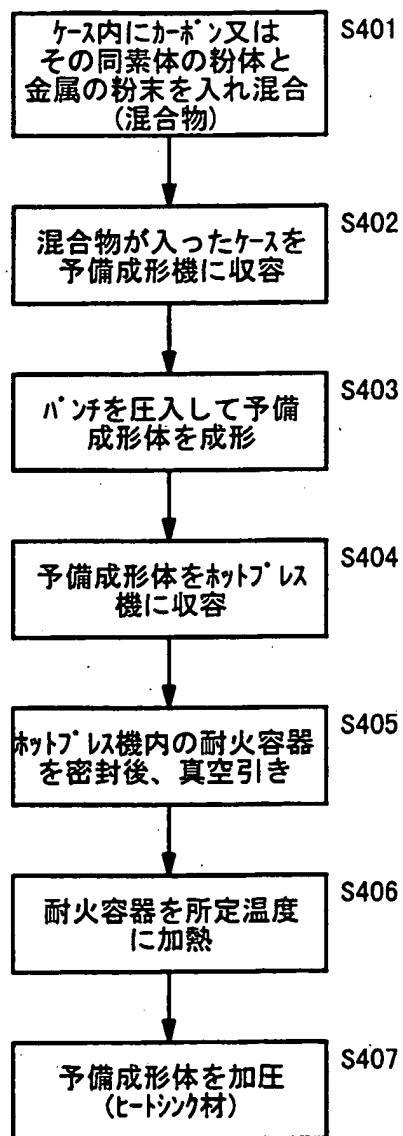 ケース内にカーボン又は
その同素体の粉体と
金属の粉末を入れ混合
(混合物)
S401
混合物が入ったケースを
予備成形機に収容
S402
パンチを圧入して予備
成形体を成形
S403
予備成形体をホットプレス
機に収容
S404
ホットプレス機内の耐火容器
を密封後、真空引き
S405
耐火容器を所定温度
に加熱
S406
予備成形体を加圧
(ヒートシンク材)
S407